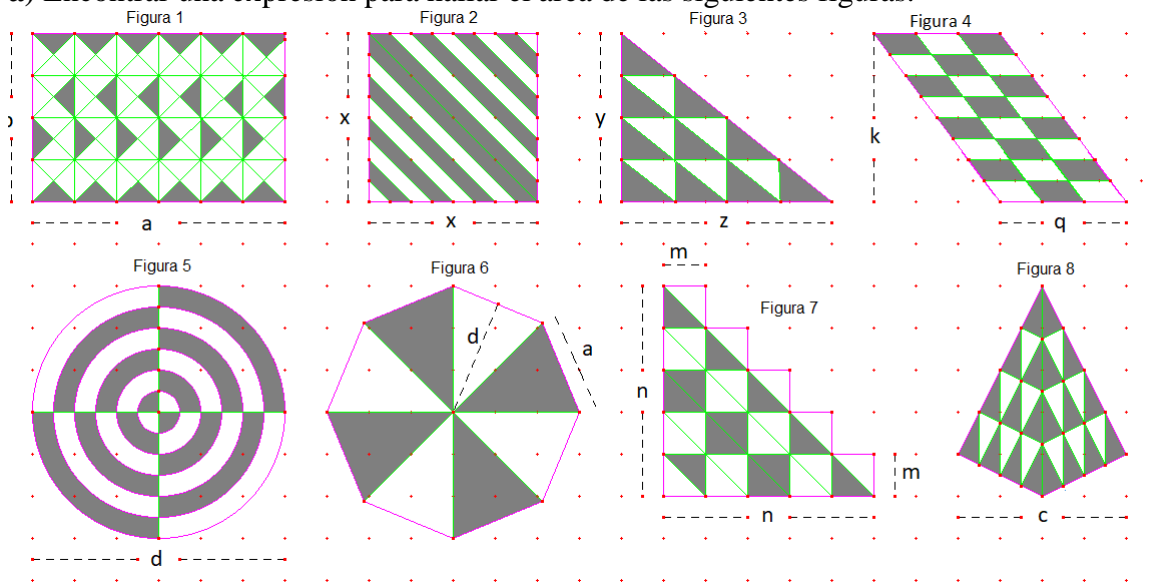 a) Encontrar una expresión para hallar el área de las siguientes figuras:
Figura 1
Figura 2
Figura 3
Figura 4
x
y
k
a
x
z
q
Figura 5
Figura 6
m
Figura 7
Figura 8
d
a
n
m
n
c
d